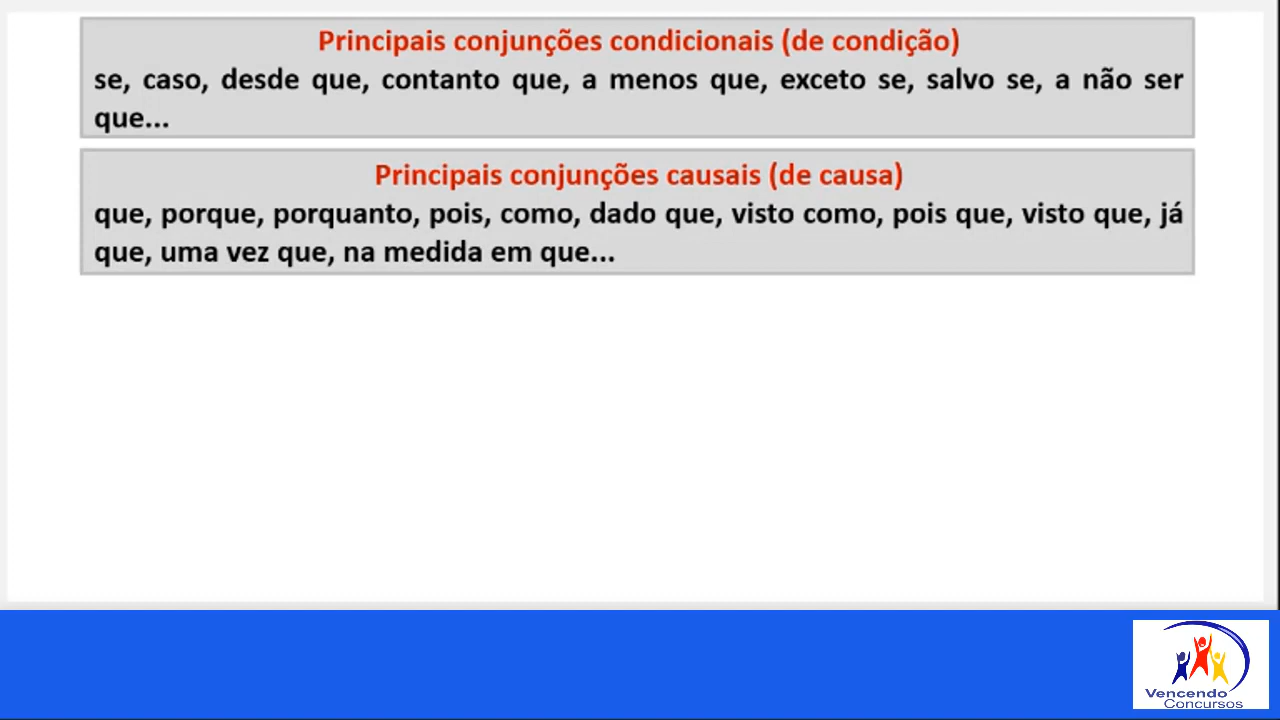 Principais conjunções condicionais (de condição)
se, caso, desde que, contanto que, a menos que, exceto se, salvo se, a não ser
que...
Principais conjunções causais (de causa)
que, porque, porquanto, pois, como, dado que, visto como, pois que, visto que, já
que, uma vez que, na medida em que...
Vencendo
Concursos